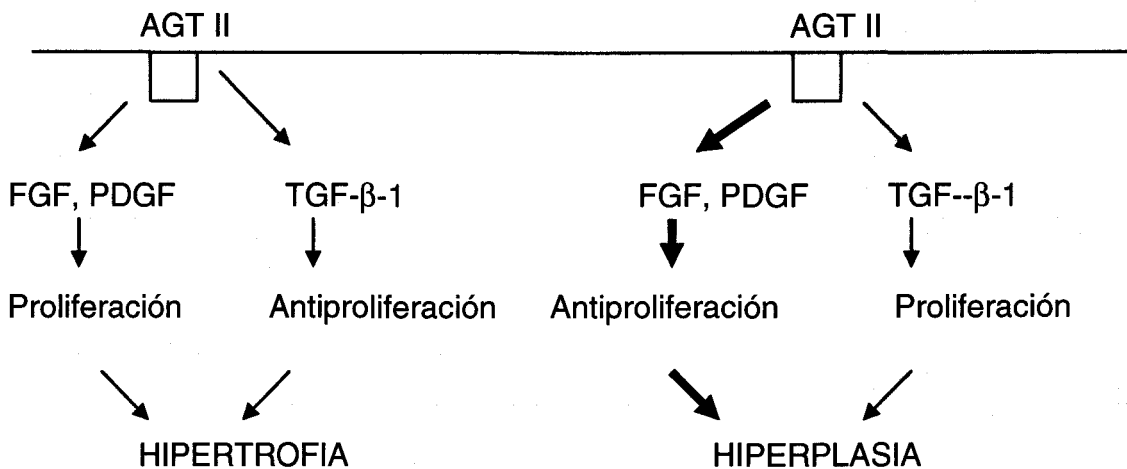 AGT II AGT II
FGF, PDGF TGF-β-1 FGF, PDGF TGF--β-1
Proliferación Antiproliferación Antiproliferación Proliferación
HIPERTROFIA HIPERPLASIA